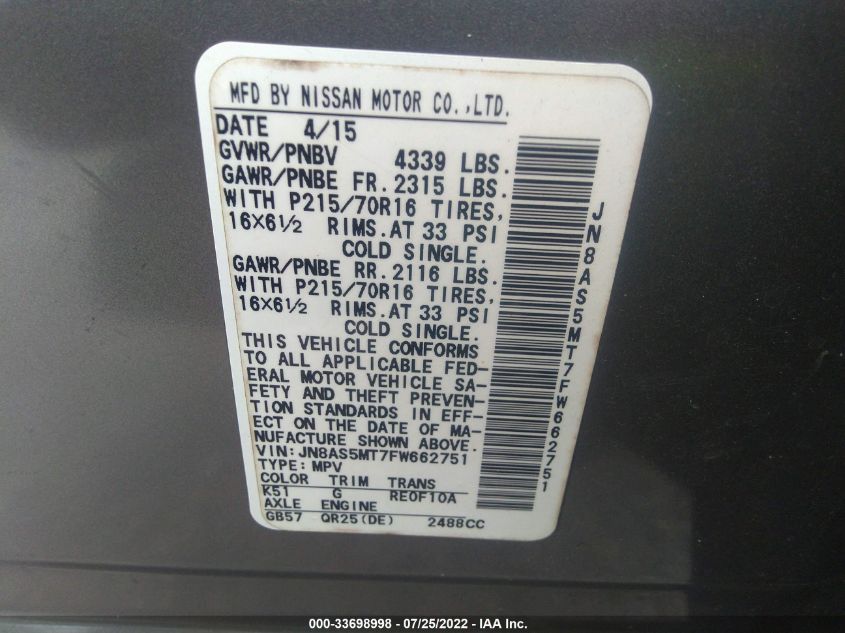 MFD BY NISSAN MOTOR CO.,LTD.
DATE 4/15
GVWR/PNBV 4339 LBS.
GAWR/PNBE FR. 2315 LBS.
WITH P215/70R16 TIRES,
16X6½ RIMS.AT 33 PSI
COLD SINGLE.
GAWR/PNBE RR. 2116 LBS.
WITH P215/70R16 TIRES,
16X6½ RIMS.AT 33 PSI
COLD SINGLE.
THIS VEHICLE CONFORMS
TO ALL APPLICABLE FED-
ERAL MOTOR VEHICLE SA-
FETY AND THEFT PREVEN-
TION STANDARDS IN EFF-
ECT ON THE DATE OF MA-
NUFACTURE SHOWN ABOVE.
VIN:JN8AS5MT7FW662751
TYPE:MPV
COLOR TRIM TRANS
K51 G RE0F10A
AXLE ENGINE
GB57 QR25(DE) 2488CC
JN8AS5MT7FW662751
000-33698998 - 07/25/2022 - IAA Inc.